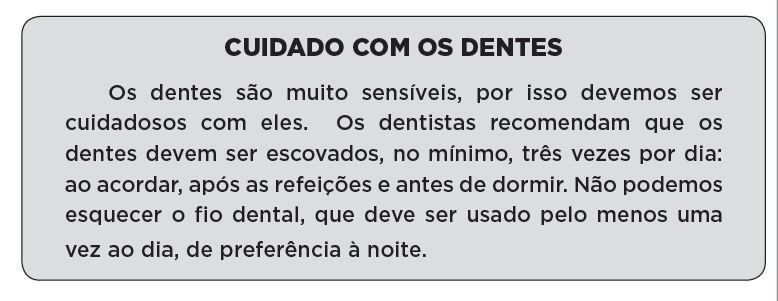 CUIDADO COM OS DENTES
Os dentes são muito sensíveis, por isso devemos ser
cuidadosos com eles. Os dentistas recomendam que os
dentes devem ser escovados, no mínimo, três vezes por dia:
ao acordar, após as refeições e antes de dormir. Não podemos
esquecer o fio dental, que deve ser usado pelo menos uma
vez ao dia, de preferência à noite.